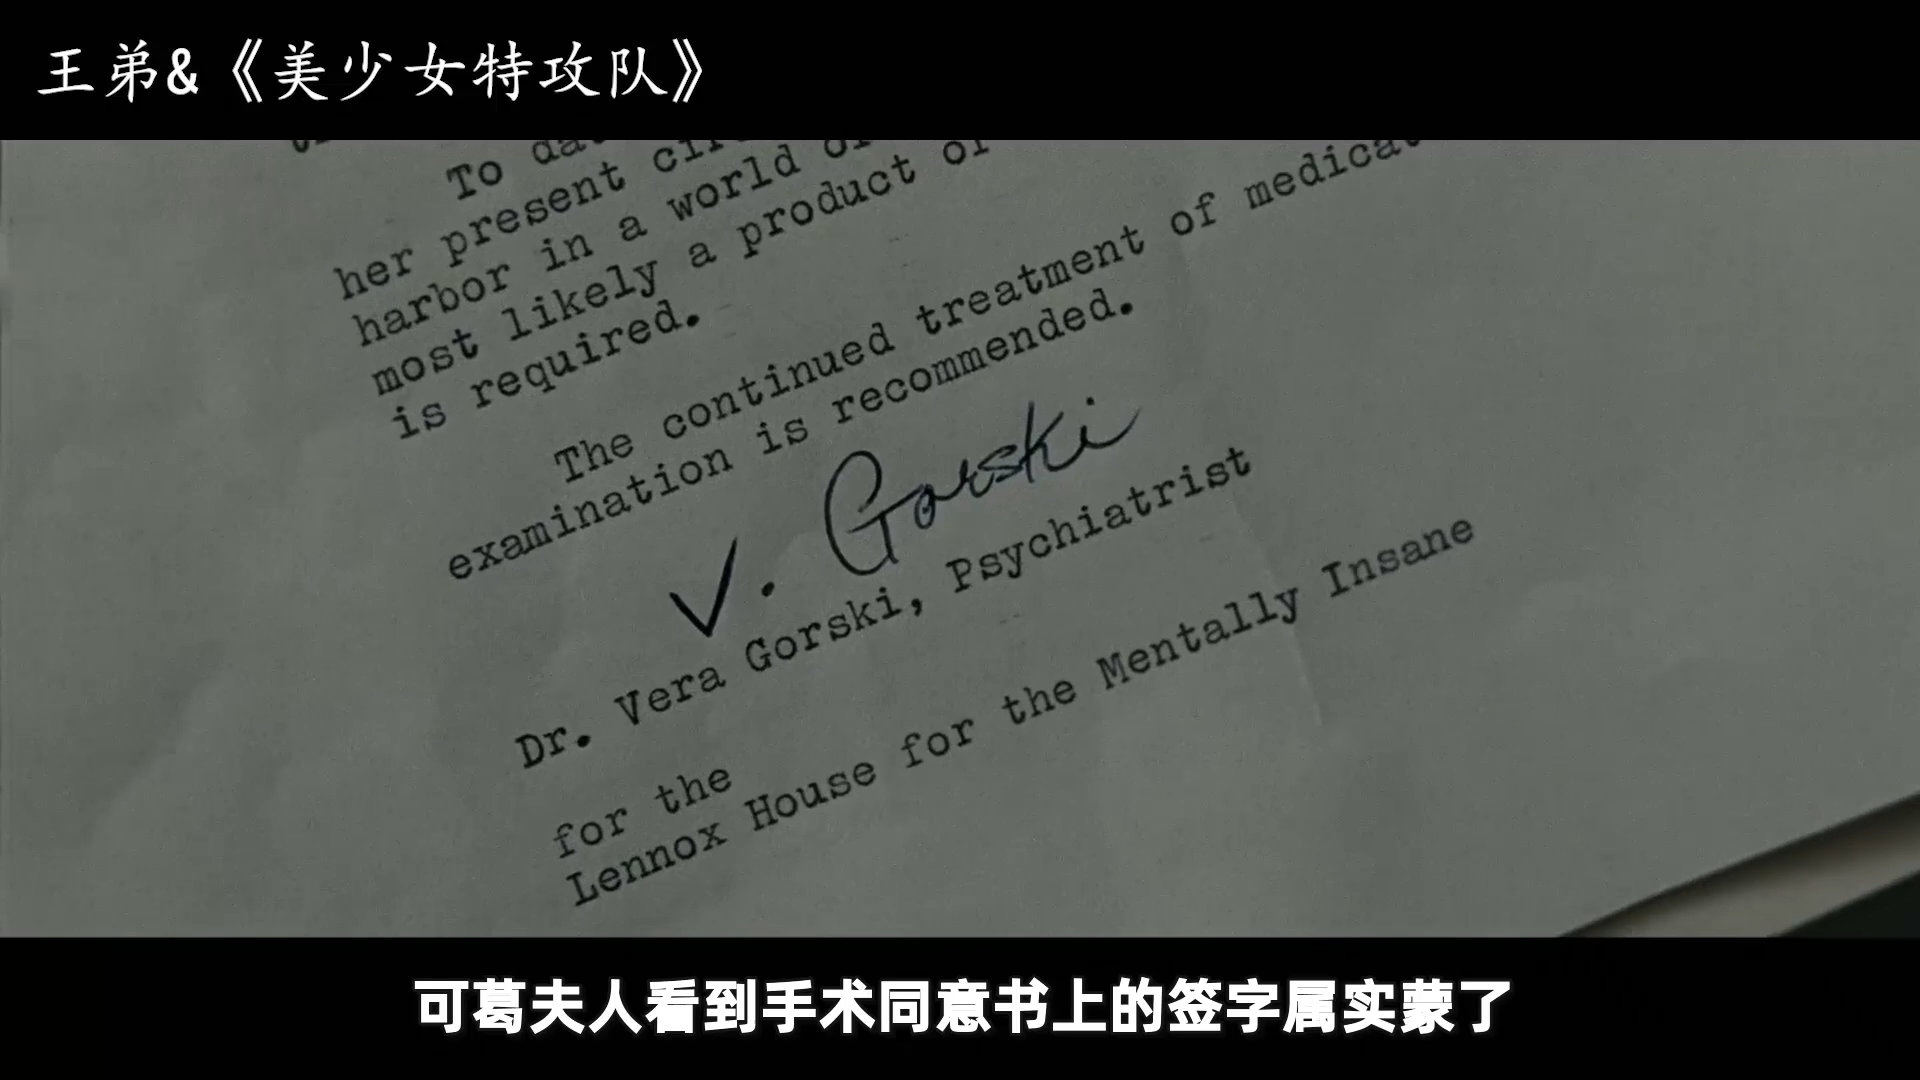 王弟&《美少女特攻队》
To
her present
harbor in a world
most likely a product of
is required.
The continued treatment of
examination is recommended.
V. Gorski
Dr. Vera Gorski, Psychiatrist
for the
Lennox House for the Mentally Insane
可葛夫人看到手术同意书上的签字属实蒙了